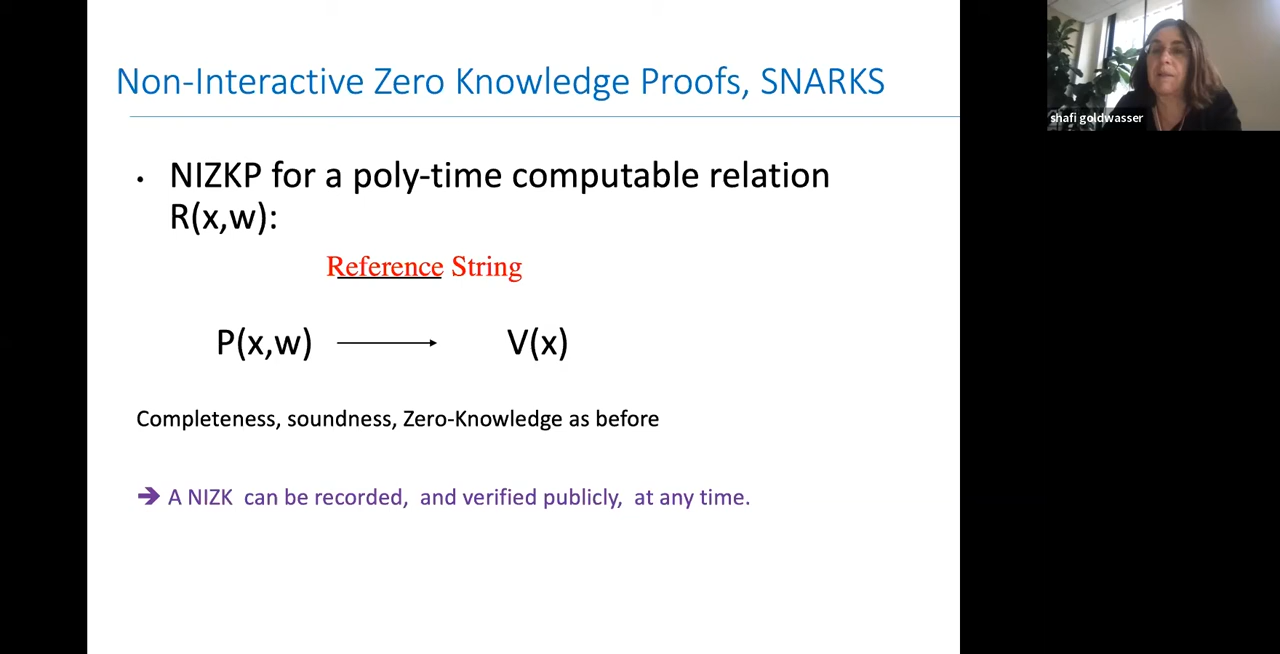 Non-Interactive Zero Knowledge Proofs, SNARKS
shafi goldwasser
• NIZKP for a poly-time computable relation
R(x,w):
Reference String
P(x,w) V(x)
Completeness, soundness, Zero-Knowledge as before
➔ A NIZK can be recorded, and verified publicly, at any time.